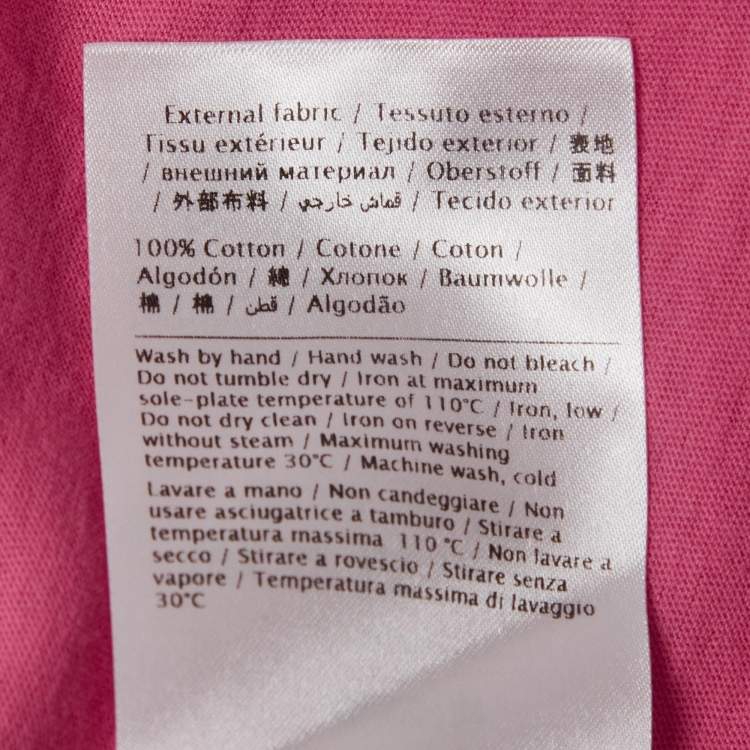 External fabric / Tessuto esterno /
Tissu extérieur / Tejido exterior / 表地
/ внешний материал / Oberstoff / 面料
/ 外部布料 / قماش خارجي / Tecido exterior
100% Cotton / Cotone / Coton /
Algodón / 綿 / Хлопок / Baumwolle /
棉 / 棉 / قطن / Algodão
Wash by hand / Hand wash / Do not bleach /
Do not tumble dry / Iron at maximum
sole-plate temperature of 110°C / Iron, low /
Do not dry clean / Iron on reverse / Iron
without steam / Maximum washing
temperature 30°C / Machine wash, cold
Lavare a mano / Non candeggiare / Non
usare asciugatrice a tamburo / Stirare a
temperatura massima 110°C / Non lavare a
secco / Stirare a rovescio / Stirare senza
vapore / Temperatura massima di lavaggio
30°C